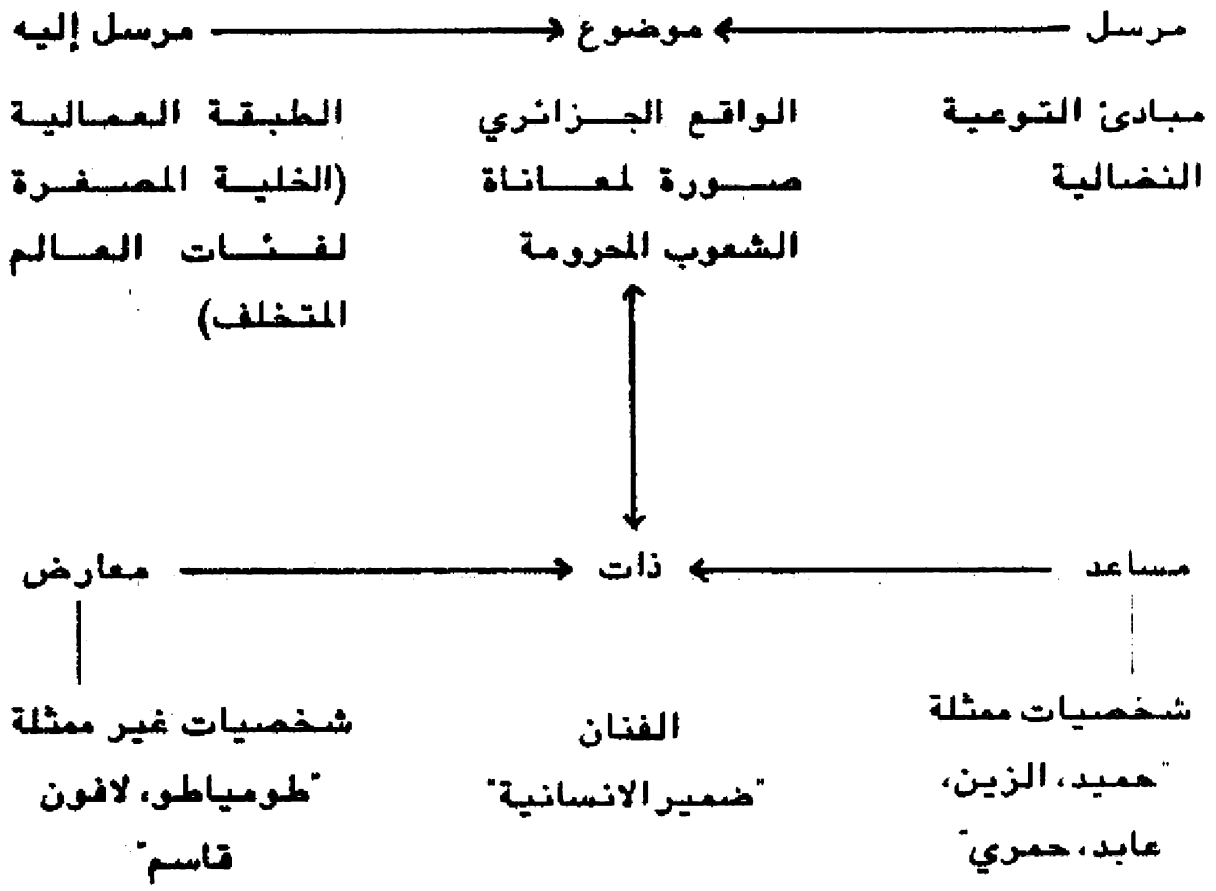 مرسل موضوع مرسل إليه
مبادئ التوعية
النضالية
الواقع الجزائري
صورة لمعاناة
الشعوب المحرومة
الطبقة العمالية
(الخلية المصغرة
لفئات العالم
المتخلف)
مساعد ذات معارض
شخصيات ممثلة
"حميد، الزين،
عابد، حمري"
الفنان
"ضمير الانسانية"
شخصيات غير ممثلة
"طومياطو، لافون
قاسم"